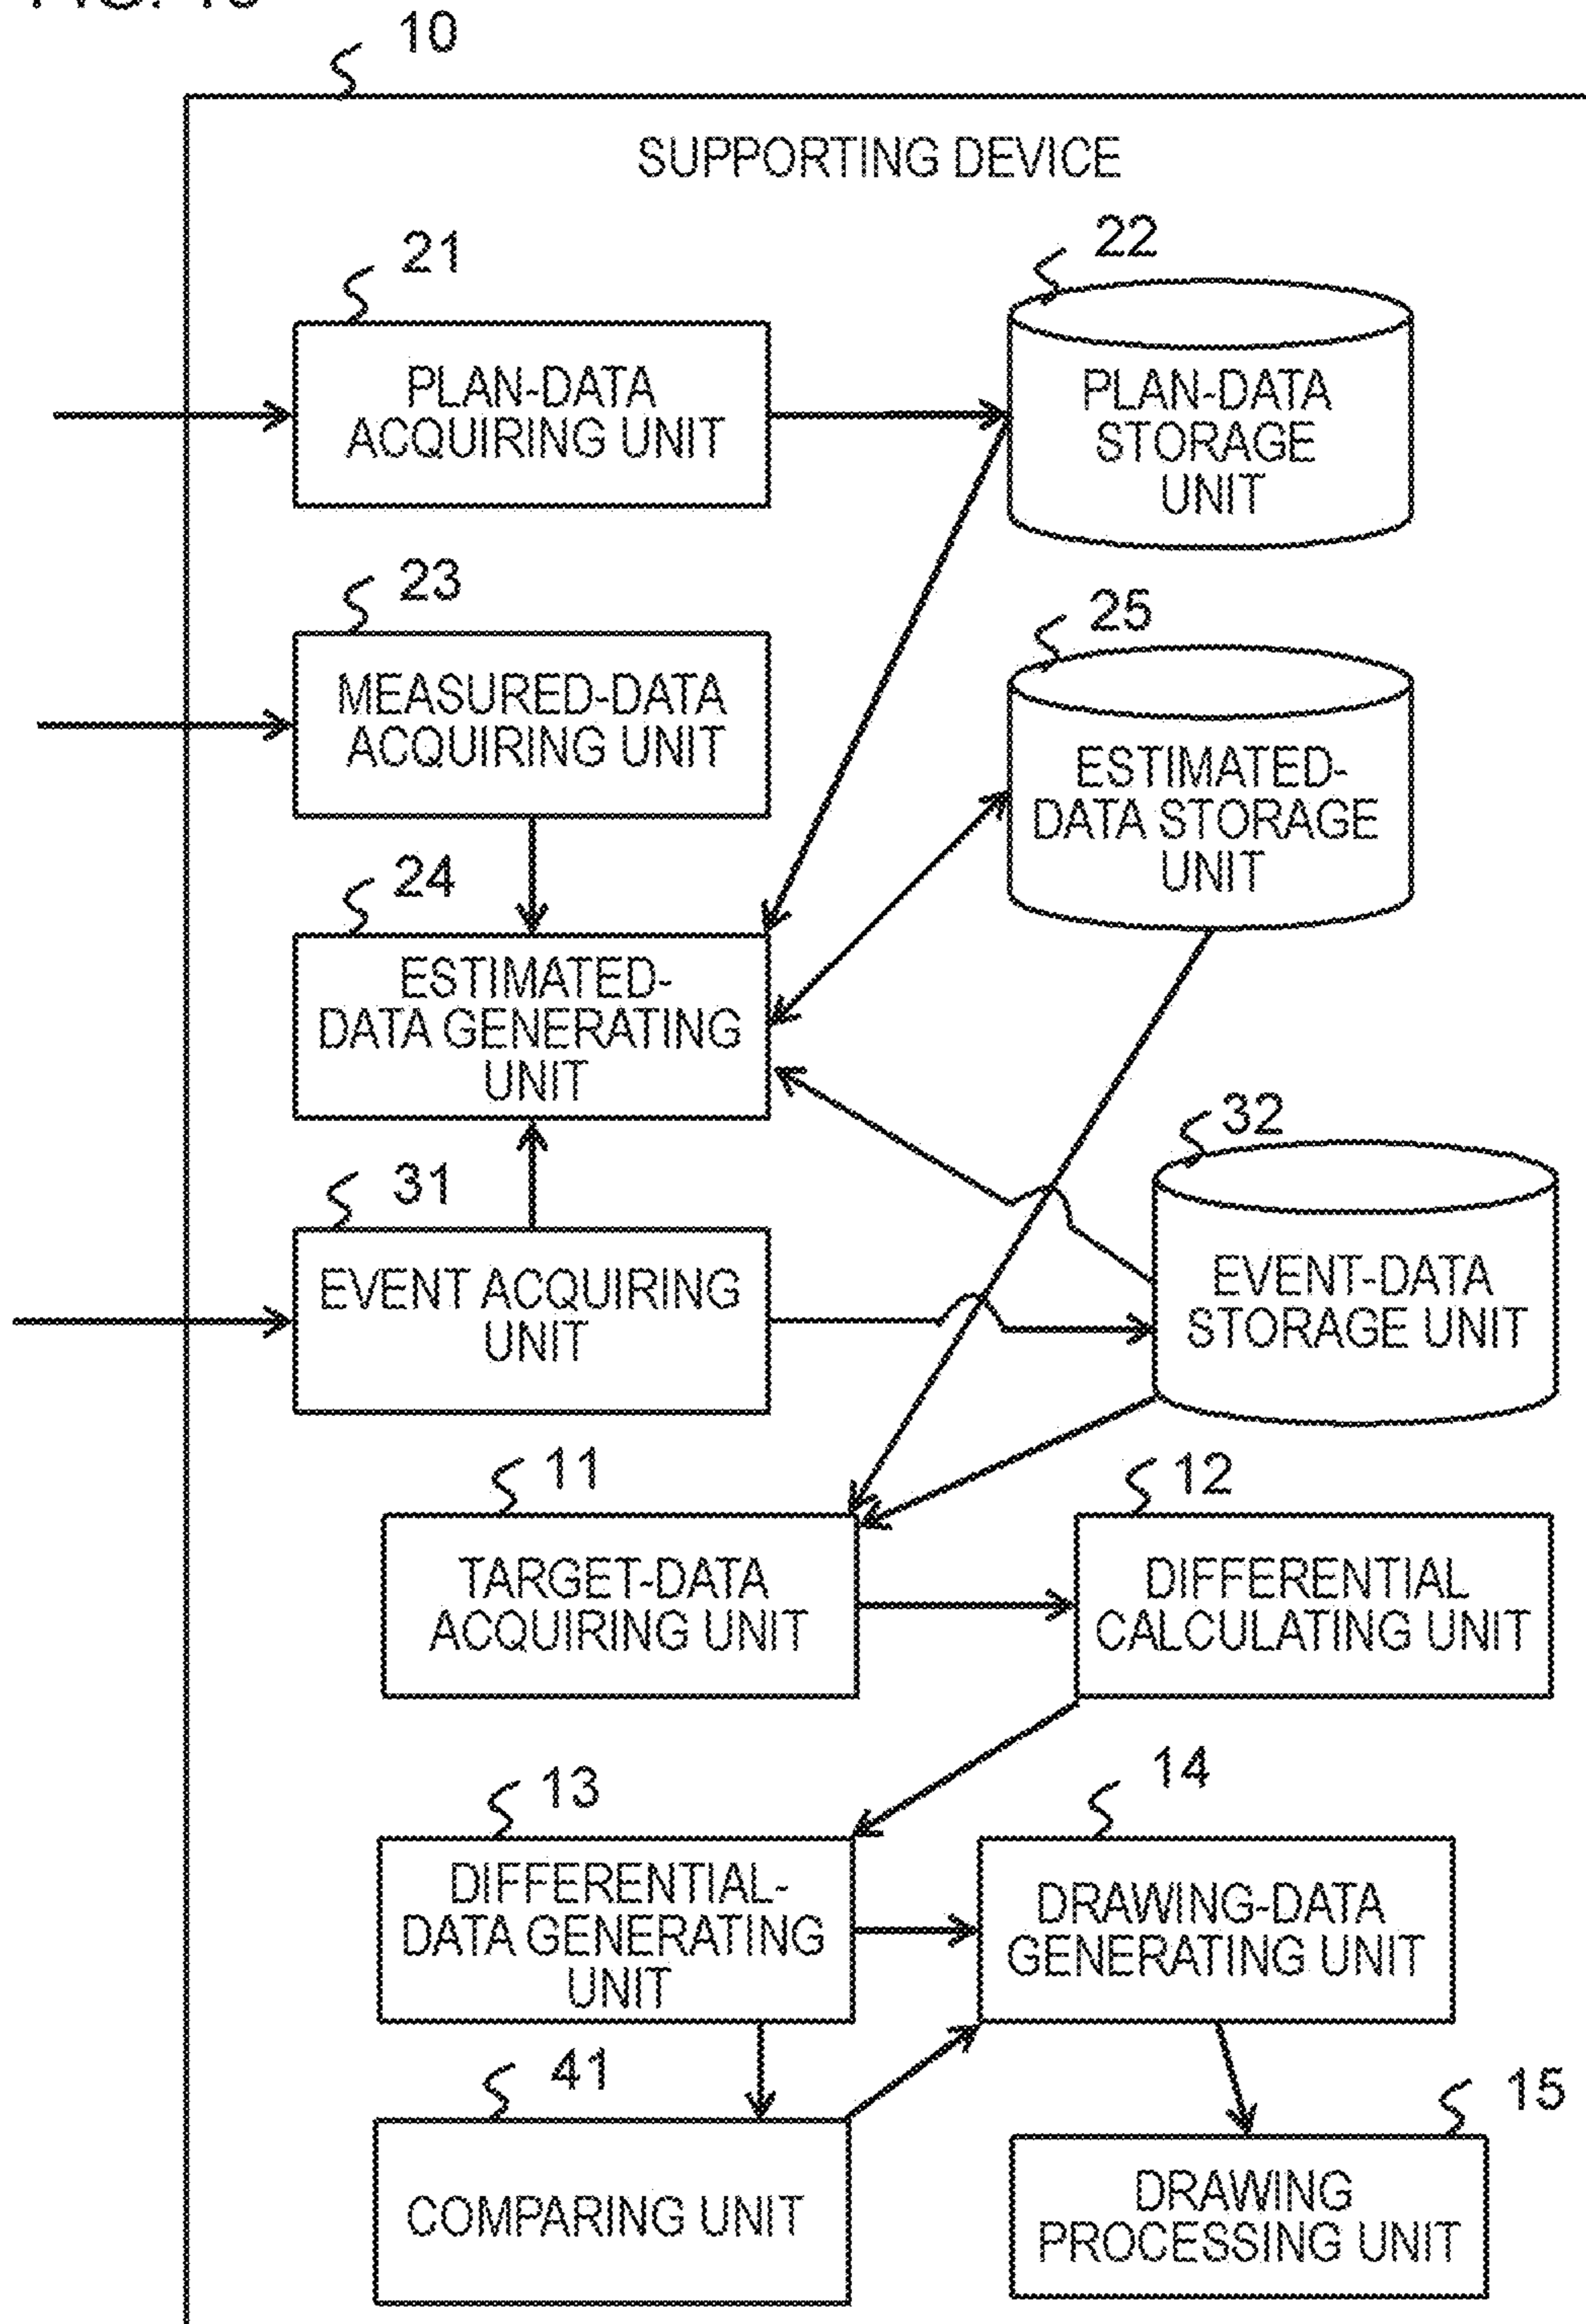 10
SUPPORTING DEVICE
21
22
PLAN-DATA
ACQUIRING UNIT
PLAN-DATA
STORAGE
UNIT
23
25
MEASURED-DATA
ACQUIRING UNIT
ESTIMATED-
DATA STORAGE
UNIT
24
ESTIMATED-
DATA GENERATING
UNIT
32
31
EVENT ACQUIRING
UNIT
EVENT-DATA
STORAGE UNIT
11
12
TARGET-DATA
ACQUIRING UNIT
DIFFERENTIAL
CALCULATING UNIT
13
14
DIFFERENTIAL-
DATA GENERATING
UNIT
DRAWING-DATA
GENERATING UNIT
41
15
COMPARING UNIT
DRAWING
PROCESSING UNIT